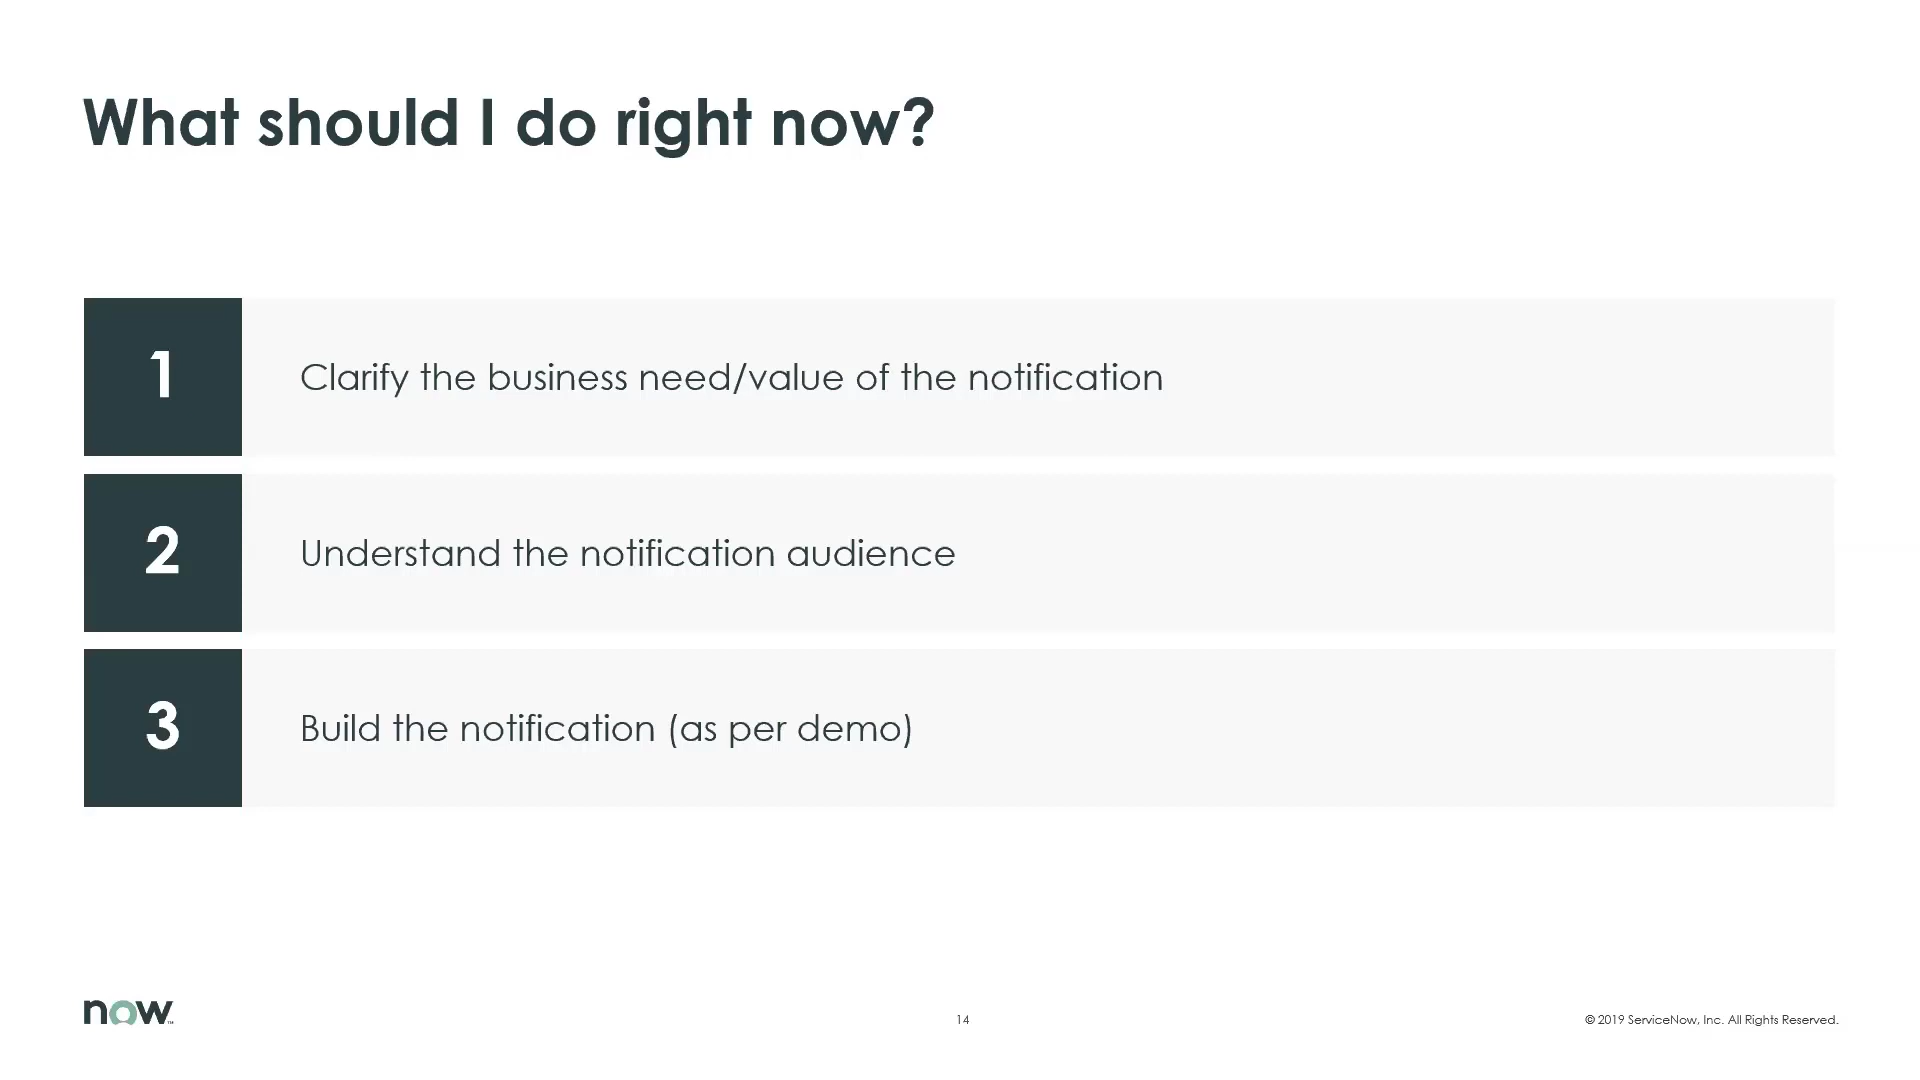 What should I do right now?
1
Clarify the business need/value of the notification
2
Understand the notification audience
3
Build the notification (as per demo)
now™
14
© 2019 ServiceNow, Inc. All Rights Reserved.